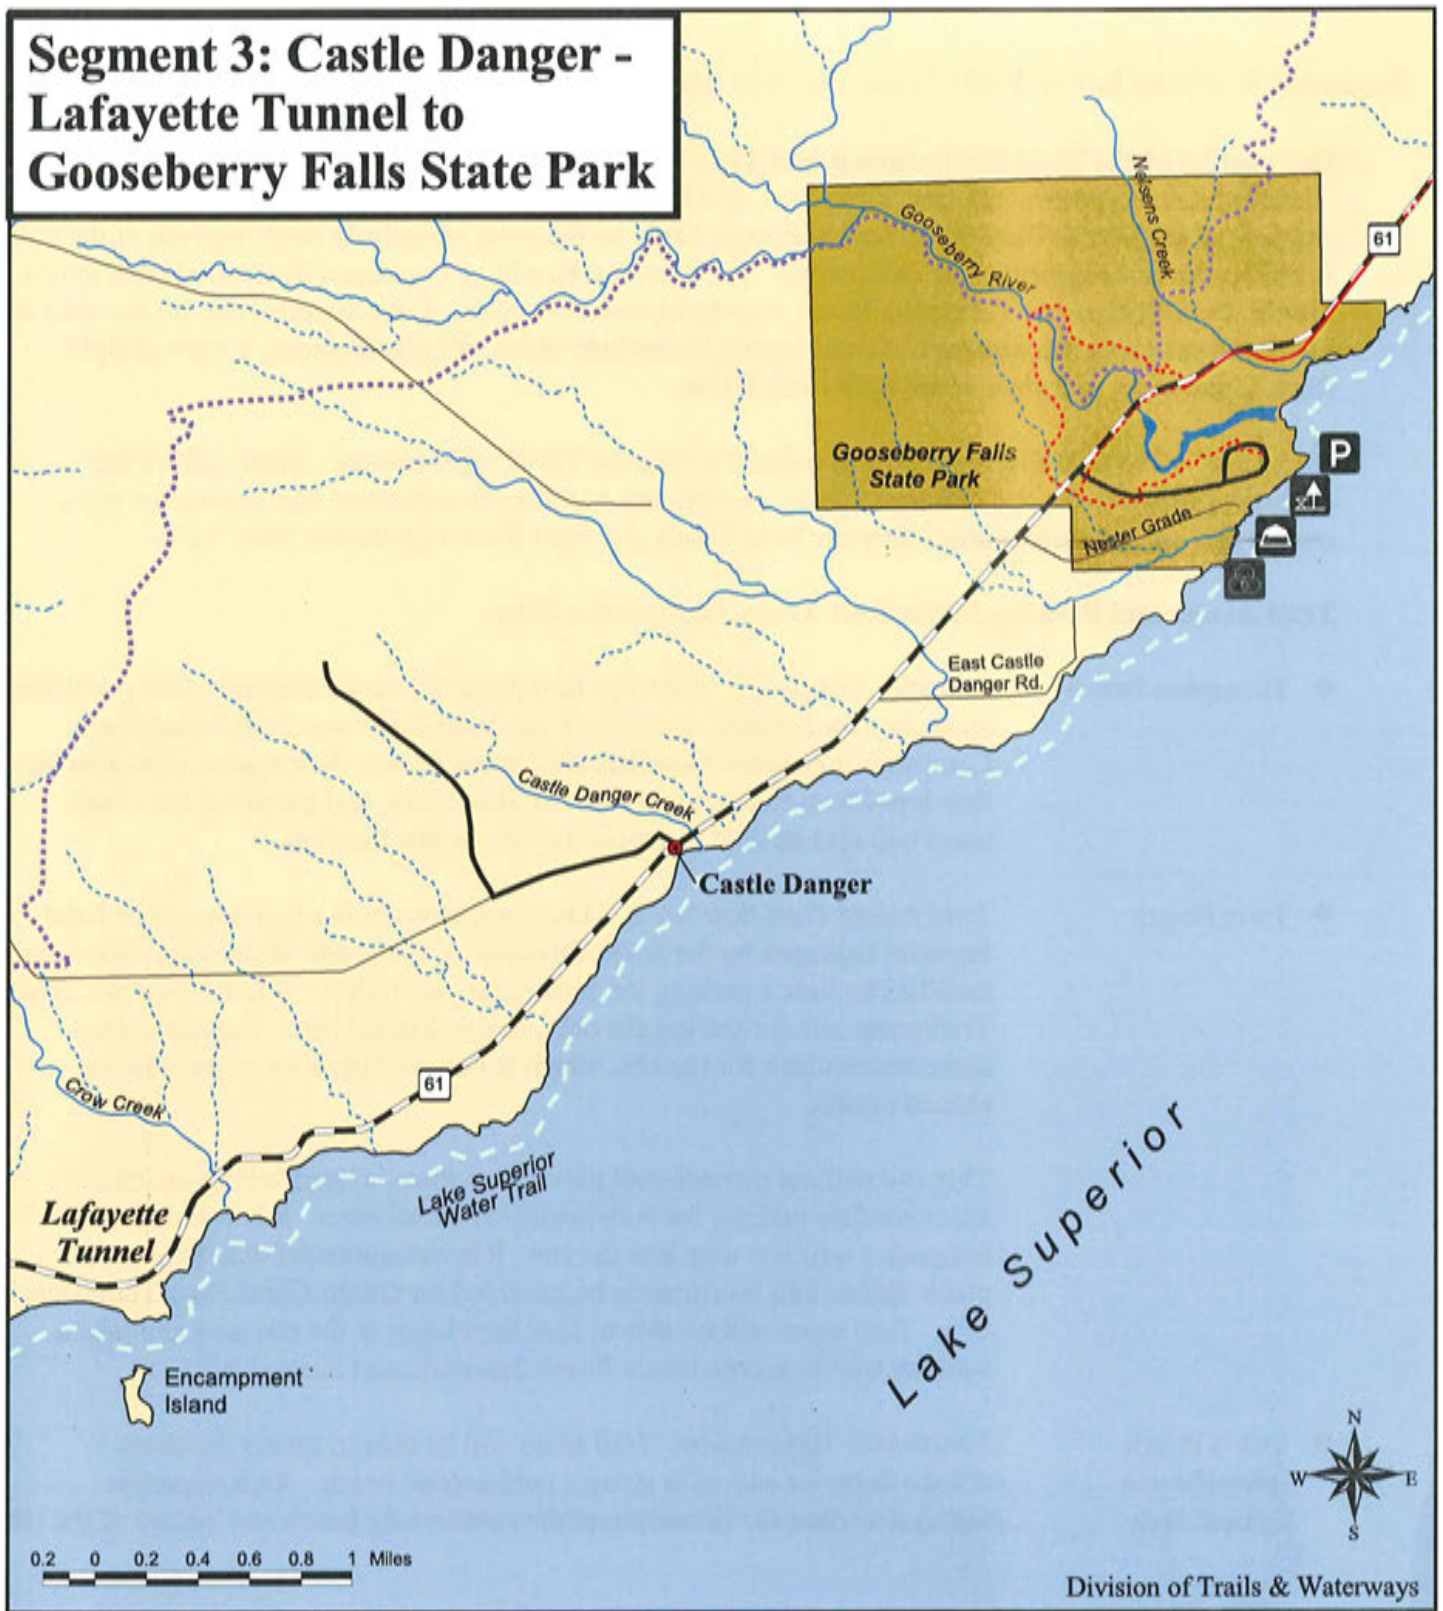 Segment 3: Castle Danger -
Lafayette Tunnel to
Gooseberry Falls State Park
Nelsens Creek
Gooseberry River
61
Gooseberry Falls
State Park
P
Nester Grade
East Castle
Danger Rd.
Castle Danger Creek
Castle Danger
61
Crow Creek
Lake Superior
Water Trail
Lafayette
Tunnel
Lake Superior
Encampment
Island
N
W E
S
0.2 0 0.2 0.4 0.6 0.8 1 Miles
Division of Trails & Waterways